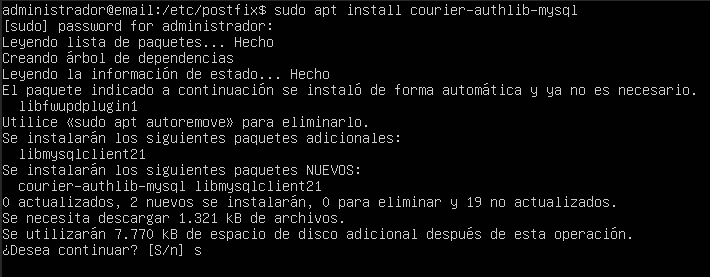 administrador@email:/etc/postfix$ sudo apt install courier-authlib-mysql
[sudo] password for administrador:
Leyendo lista de paquetes... Hecho
Creando árbol de dependencias
Leyendo la información de estado... Hecho
El paquete indicado a continuación se instaló de forma automática y ya no es necesario.
  libfwupdplugin1
Utilice «sudo apt autoremove» para eliminarlo.
Se instalarán los siguientes paquetes adicionales:
  libmysqlclient21
Se instalarán los siguientes paquetes NUEVOS:
  courier-authlib-mysql libmysqlclient21
0 actualizados, 2 nuevos se instalarán, 0 para eliminar y 19 no actualizados.
Se necesita descargar 1.321 kB de archivos.
Se utilizarán 7.770 kB de espacio de disco adicional después de esta operación.
¿Desea continuar? [S/n] s